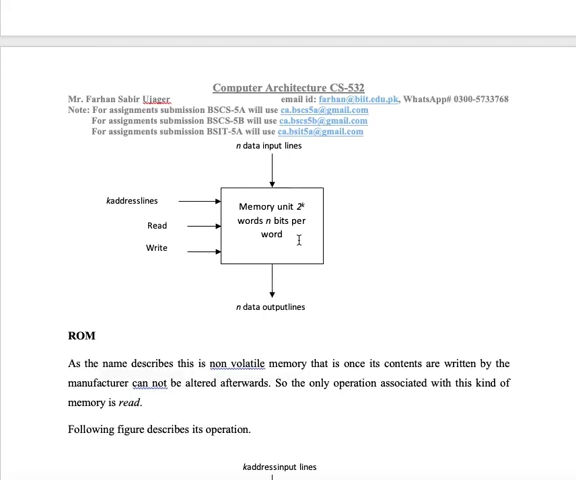 Computer Architecture CS-532
Mr. Farhan Sabir Ujager email id: farhan@biit.edu.pk, WhatsApp# 0300-5733768
Note: For assignments submission BSCS-5A will use ca.bscs5a@gmail.com
For assignments submission BSCS-5B will use ca.bscs5b@gmail.com
For assignments submission BSIT-5A will use ca.bsit5a@gmail.com
n data input lines
kaddresslines
Read
Write
Memory unit 2ᵏ
words n bits per
word
n data outputlines
ROM
As the name describes this is non volatile memory that is once its contents are written by the
manufacturer can not be altered afterwards. So the only operation associated with this kind of
memory is read.
Following figure describes its operation.
kaddressinput lines